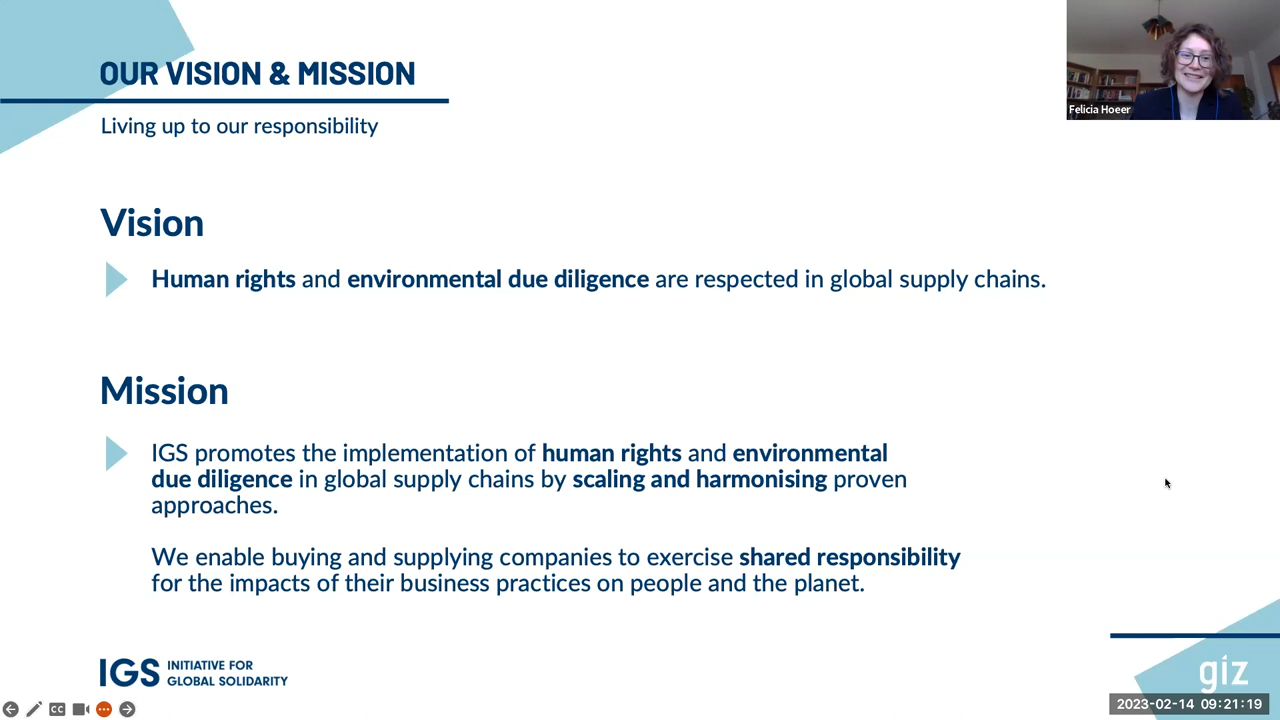 OUR VISION & MISSION
Living up to our responsibility
Felicia Hoeer
Vision
Human rights and environmental due diligence are respected in global supply chains.
Mission
IGS promotes the implementation of human rights and environmental
due diligence in global supply chains by scaling and harmonising proven
approaches.
We enable buying and supplying companies to exercise shared responsibility
for the impacts of their business practices on people and the planet.
IGS INITIATIVE FOR
GLOBAL SOLIDARITY
giz
CC
2023-02-14 09:21:19